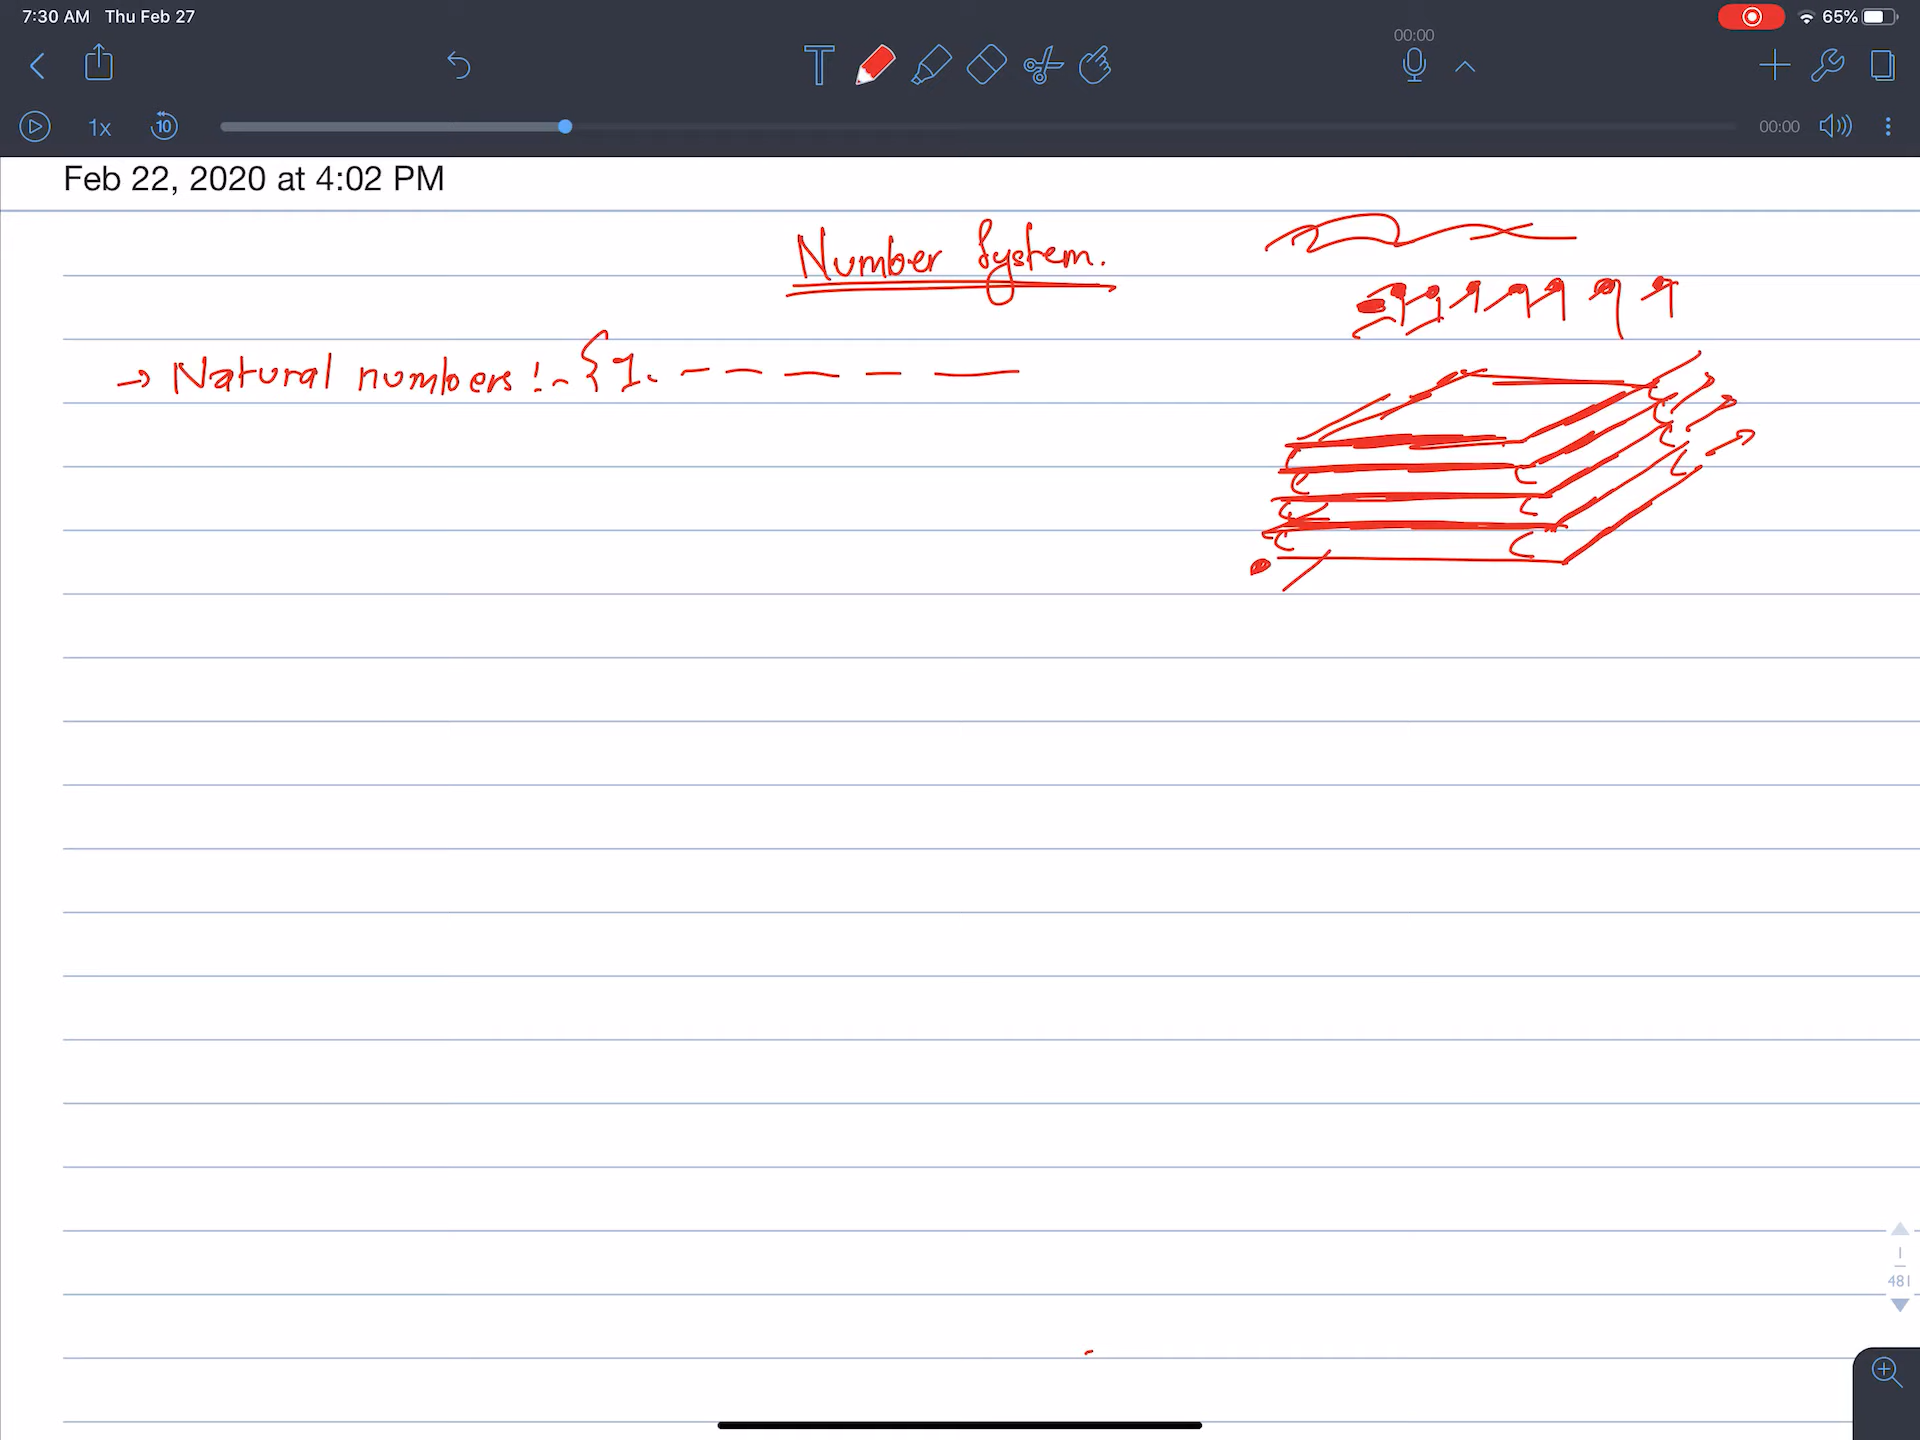 7:30 AM Thu Feb 27
65%
00:00
1x
10
00:00
Feb 22, 2020 at 4:02 PM
Number System.
→ Natural numbers :- { 1. - - - - -
1
481